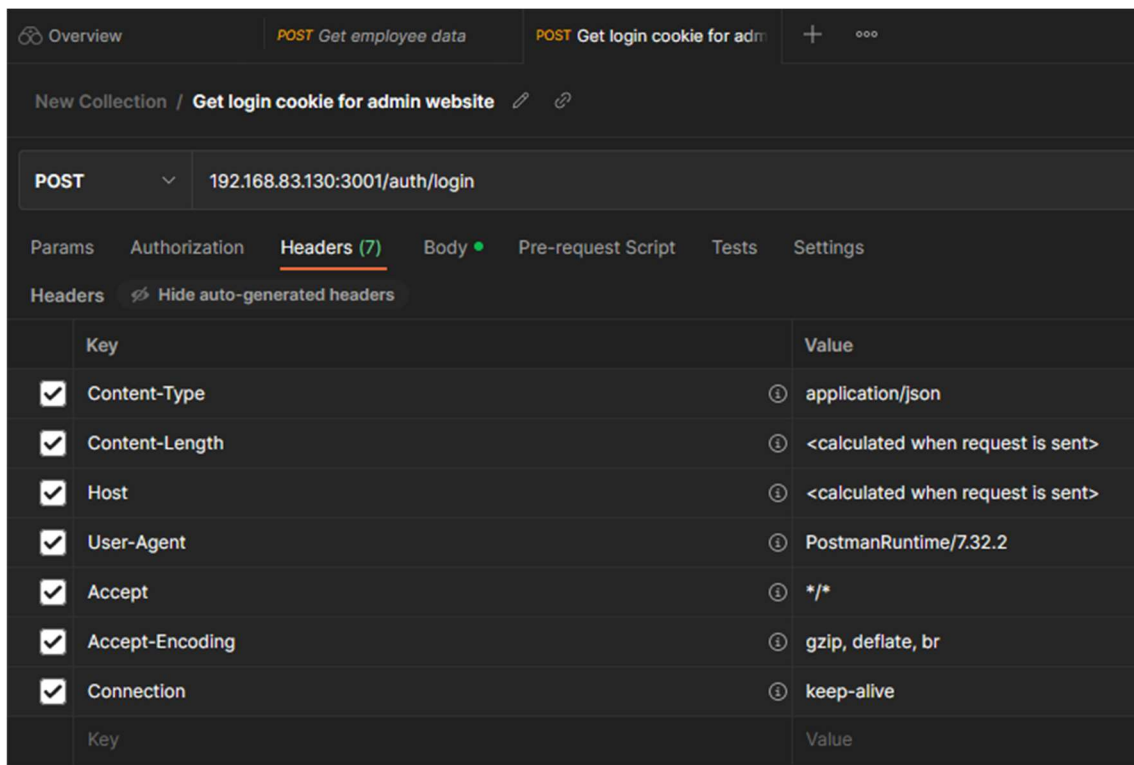 Overview POST Get employee data POST Get login cookie for adm
New Collection / Get login cookie for admin website
POST 192.168.83.130:3001/auth/login
Params Authorization Headers (7) Body Pre-request Script Tests Settings
Headers Hide auto-generated headers
Key Value
Content-Type application/json
Content-Length <calculated when request is sent>
Host <calculated when request is sent>
User-Agent PostmanRuntime/7.32.2
Accept */*
Accept-Encoding gzip, deflate, br
Connection keep-alive
Key Value